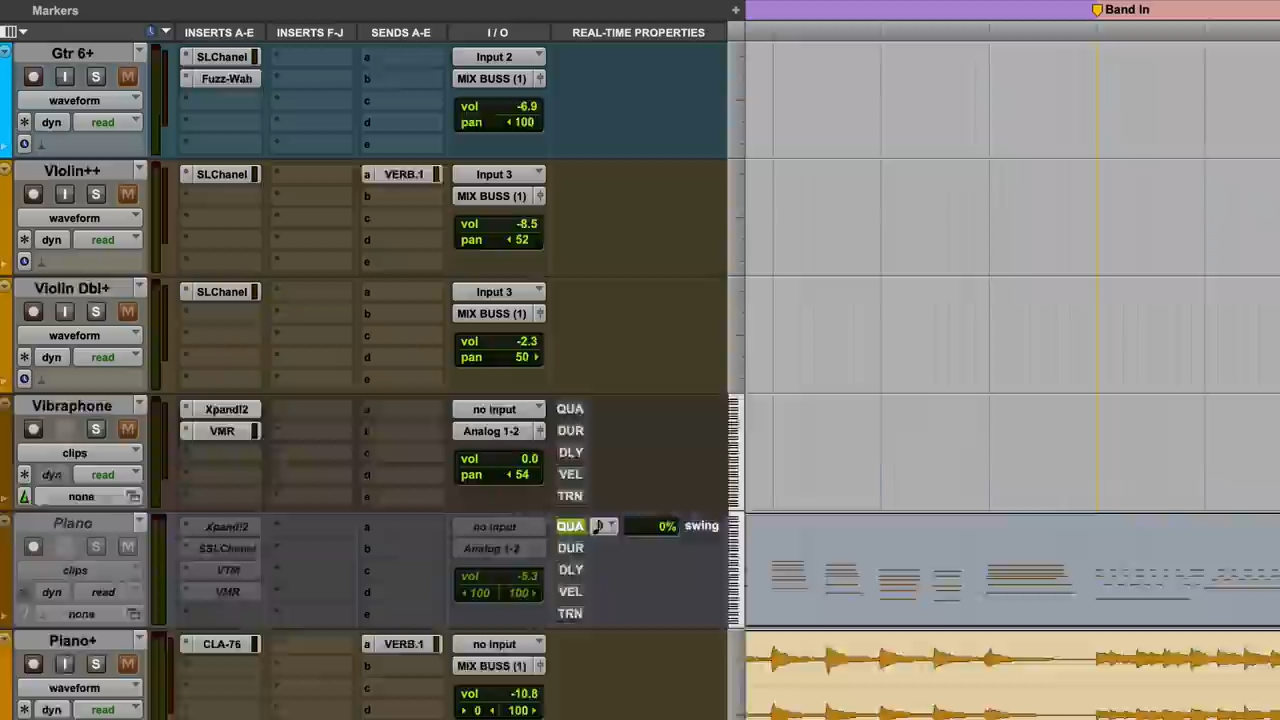 Markers
Band In
INSERTS A-E INSERTS F-J SENDS A-E I / O REAL-TIME PROPERTIES
Gtr 6+ SLChanel a Input 2
I S M Fuzz-Wah b MIX BUSS (1)
waveform c vol -6.9
dyn read d pan 100
e
Violin++ SLChanel a VERB.1 Input 3
I S M b MIX BUSS (1)
waveform c vol -8.5
dyn read d pan 52
e
Violin Dbl+ SLChanel a Input 3
I S M b MIX BUSS (1)
waveform c vol -2.3
dyn read d pan 50
e
Vibraphone Xpand!2 a no input QUA
S M VMR b Analog 1-2 DUR
clips c vol 0.0 DLY
dyn read d pan 54 VEL
none e TRN
Piano Xpand!2 a no input QUA 0% swing
S M SSLChannel b Analog 1-2 DUR
clips VTM c vol -5.3 DLY
dyn read VMR d 100 100 VEL
none e TRN
Piano+ CLA-76 a VERB.1 no input
I S M b MIX BUSS (1)
waveform c vol -10.8
dyn read d 0 100